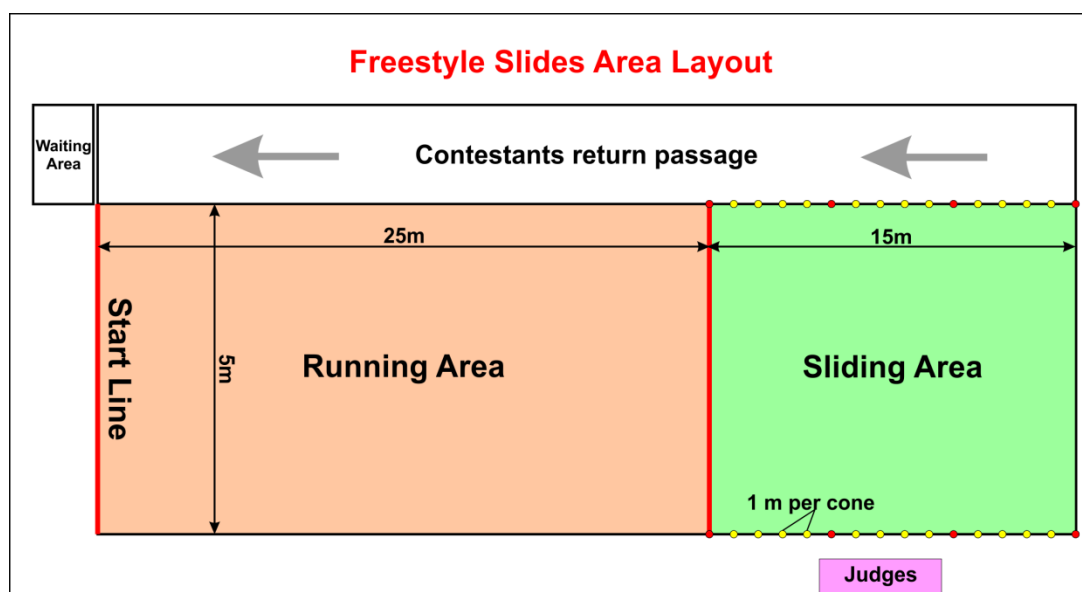 Freestyle Slides Area Layout
Waiting
Area
Contestants return passage
25m
15m
Start Line
5m
Running Area
Sliding Area
1 m per cone
Judges